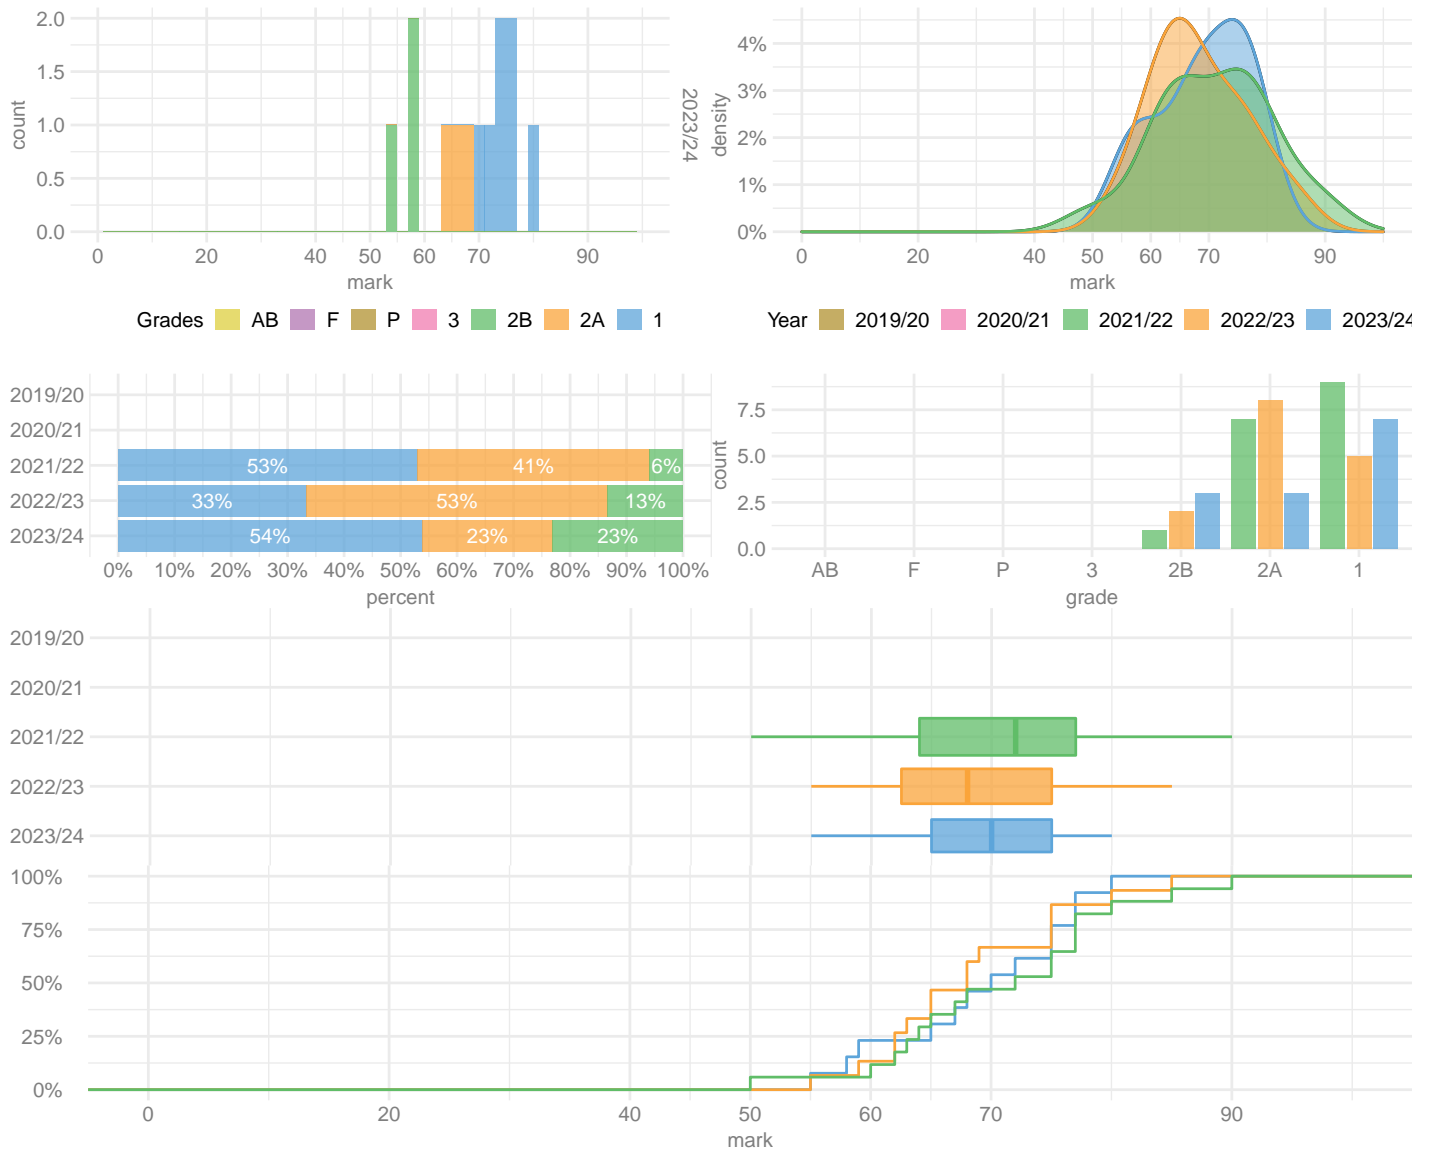 2.0
1.5
1.0
0.5
0.0
count
0 20 40 50 60 70 90
mark
2023/24
4%
3%
2%
1%
0%
density
0 20 40 50 60 70 90
mark
Grades AB F P 3 2B 2A 1
Year 2019/20 2020/21 2021/22 2022/23 2023/24
2019/20
2020/21
2021/22 53% 41% 6%
2022/23 33% 53% 13%
2023/24 54% 23% 23%
0% 10% 20% 30% 40% 50% 60% 70% 80% 90% 100%
percent
7.5
5.0
2.5
0.0
count
AB F P 3 2B 2A 1
grade
2019/20
2020/21
2021/22
2022/23
2023/24
100%
75%
50%
25%
0%
0 20 40 50 60 70 90
mark